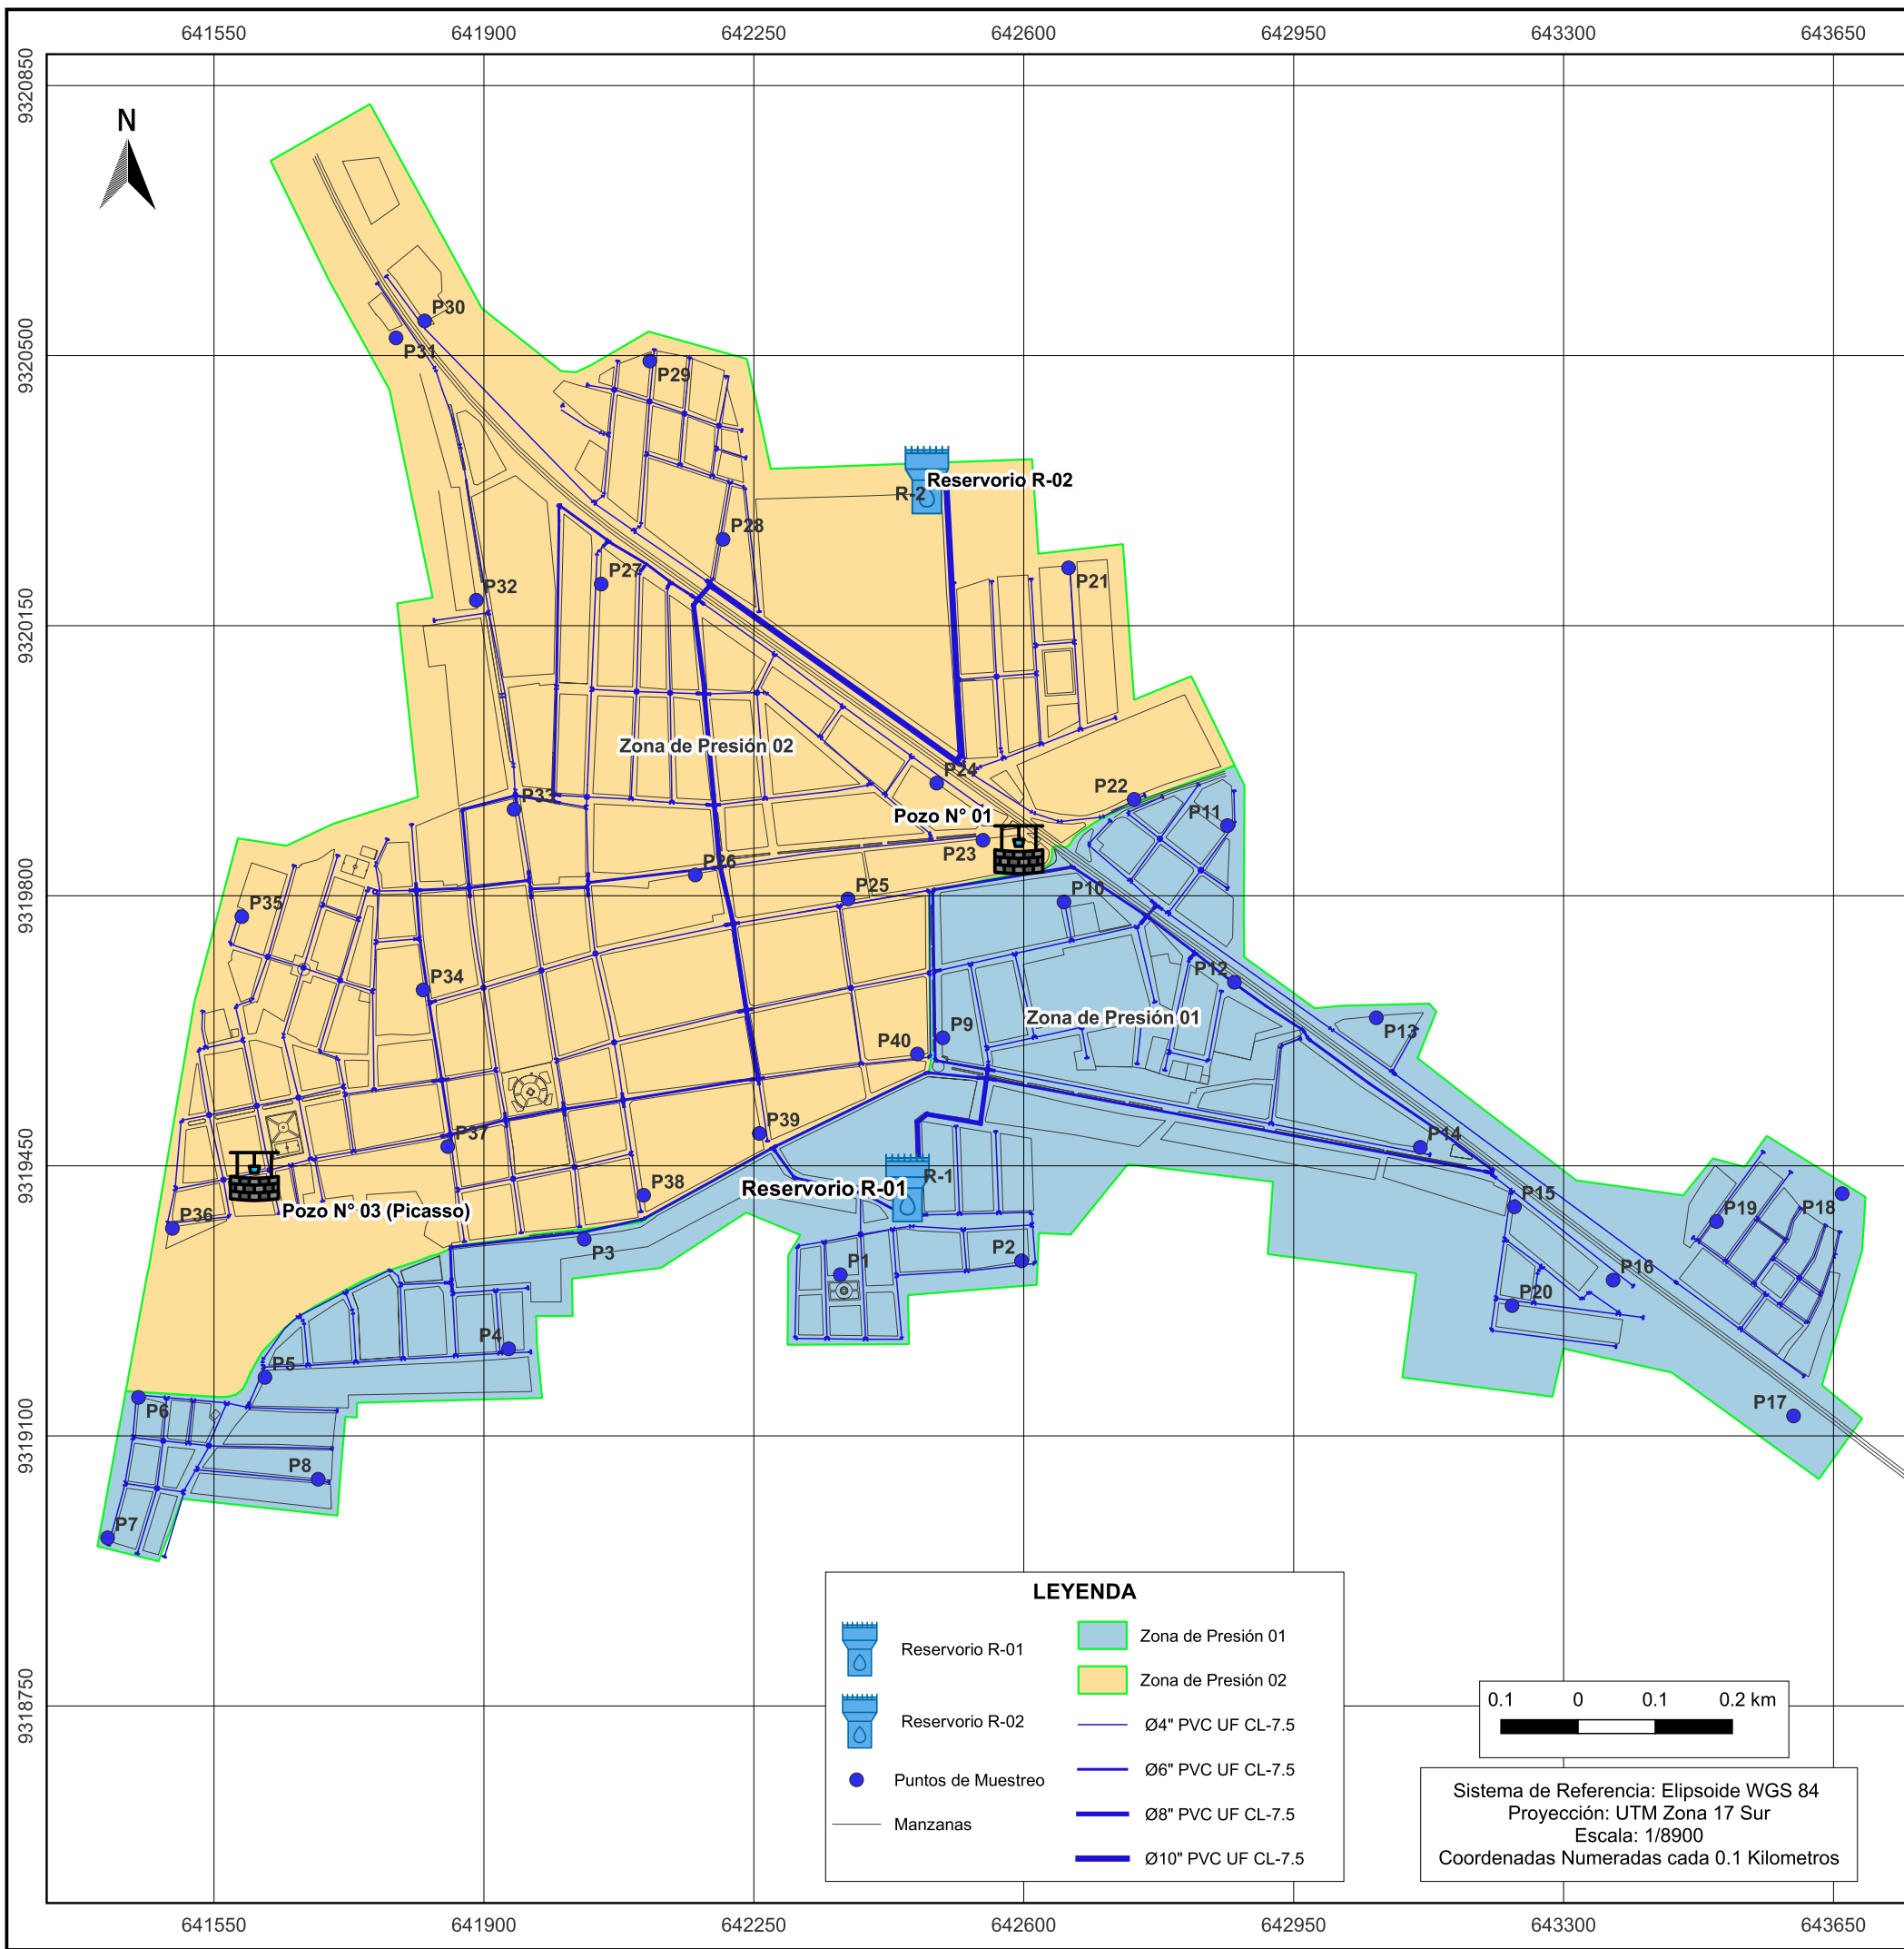 641550 641900 642250 642600 642950 643300 643650
9320850
N
P30
9320500
P31
P29
Reservorio R-02
R-2
P28
P27
P21
P32
9320150
Zona de Presión 02
P24
P22
P33
Pozo N° 01
P11
P23
P26
P25
P10
9319800
P35
P12
P34
Zona de Presión 01
P13
P9
P40
P39
P37
P14
9319450
R-1
Reservorio R-01
P38
P15
P18
P19
Pozo N° 03 (Picasso)
P36
P3
P2
P1
P16
P20
P4
P5
P6
P17
9319100
P8
P7
LEYENDA
Reservorio R-01
Reservorio R-02
Puntos de Muestreo
Manzanas
Zona de Presión 01
Zona de Presión 02
Ø4" PVC UF CL-7.5
Ø6" PVC UF CL-7.5
Ø8" PVC UF CL-7.5
Ø10" PVC UF CL-7.5
9318750
0.1 0 0.1 0.2 km
Sistema de Referencia: Elipsoide WGS 84
Proyección: UTM Zona 17 Sur
Escala: 1/8900
Coordenadas Numeradas cada 0.1 Kilometros
641550 641900 642250 642600 642950 643300 643650